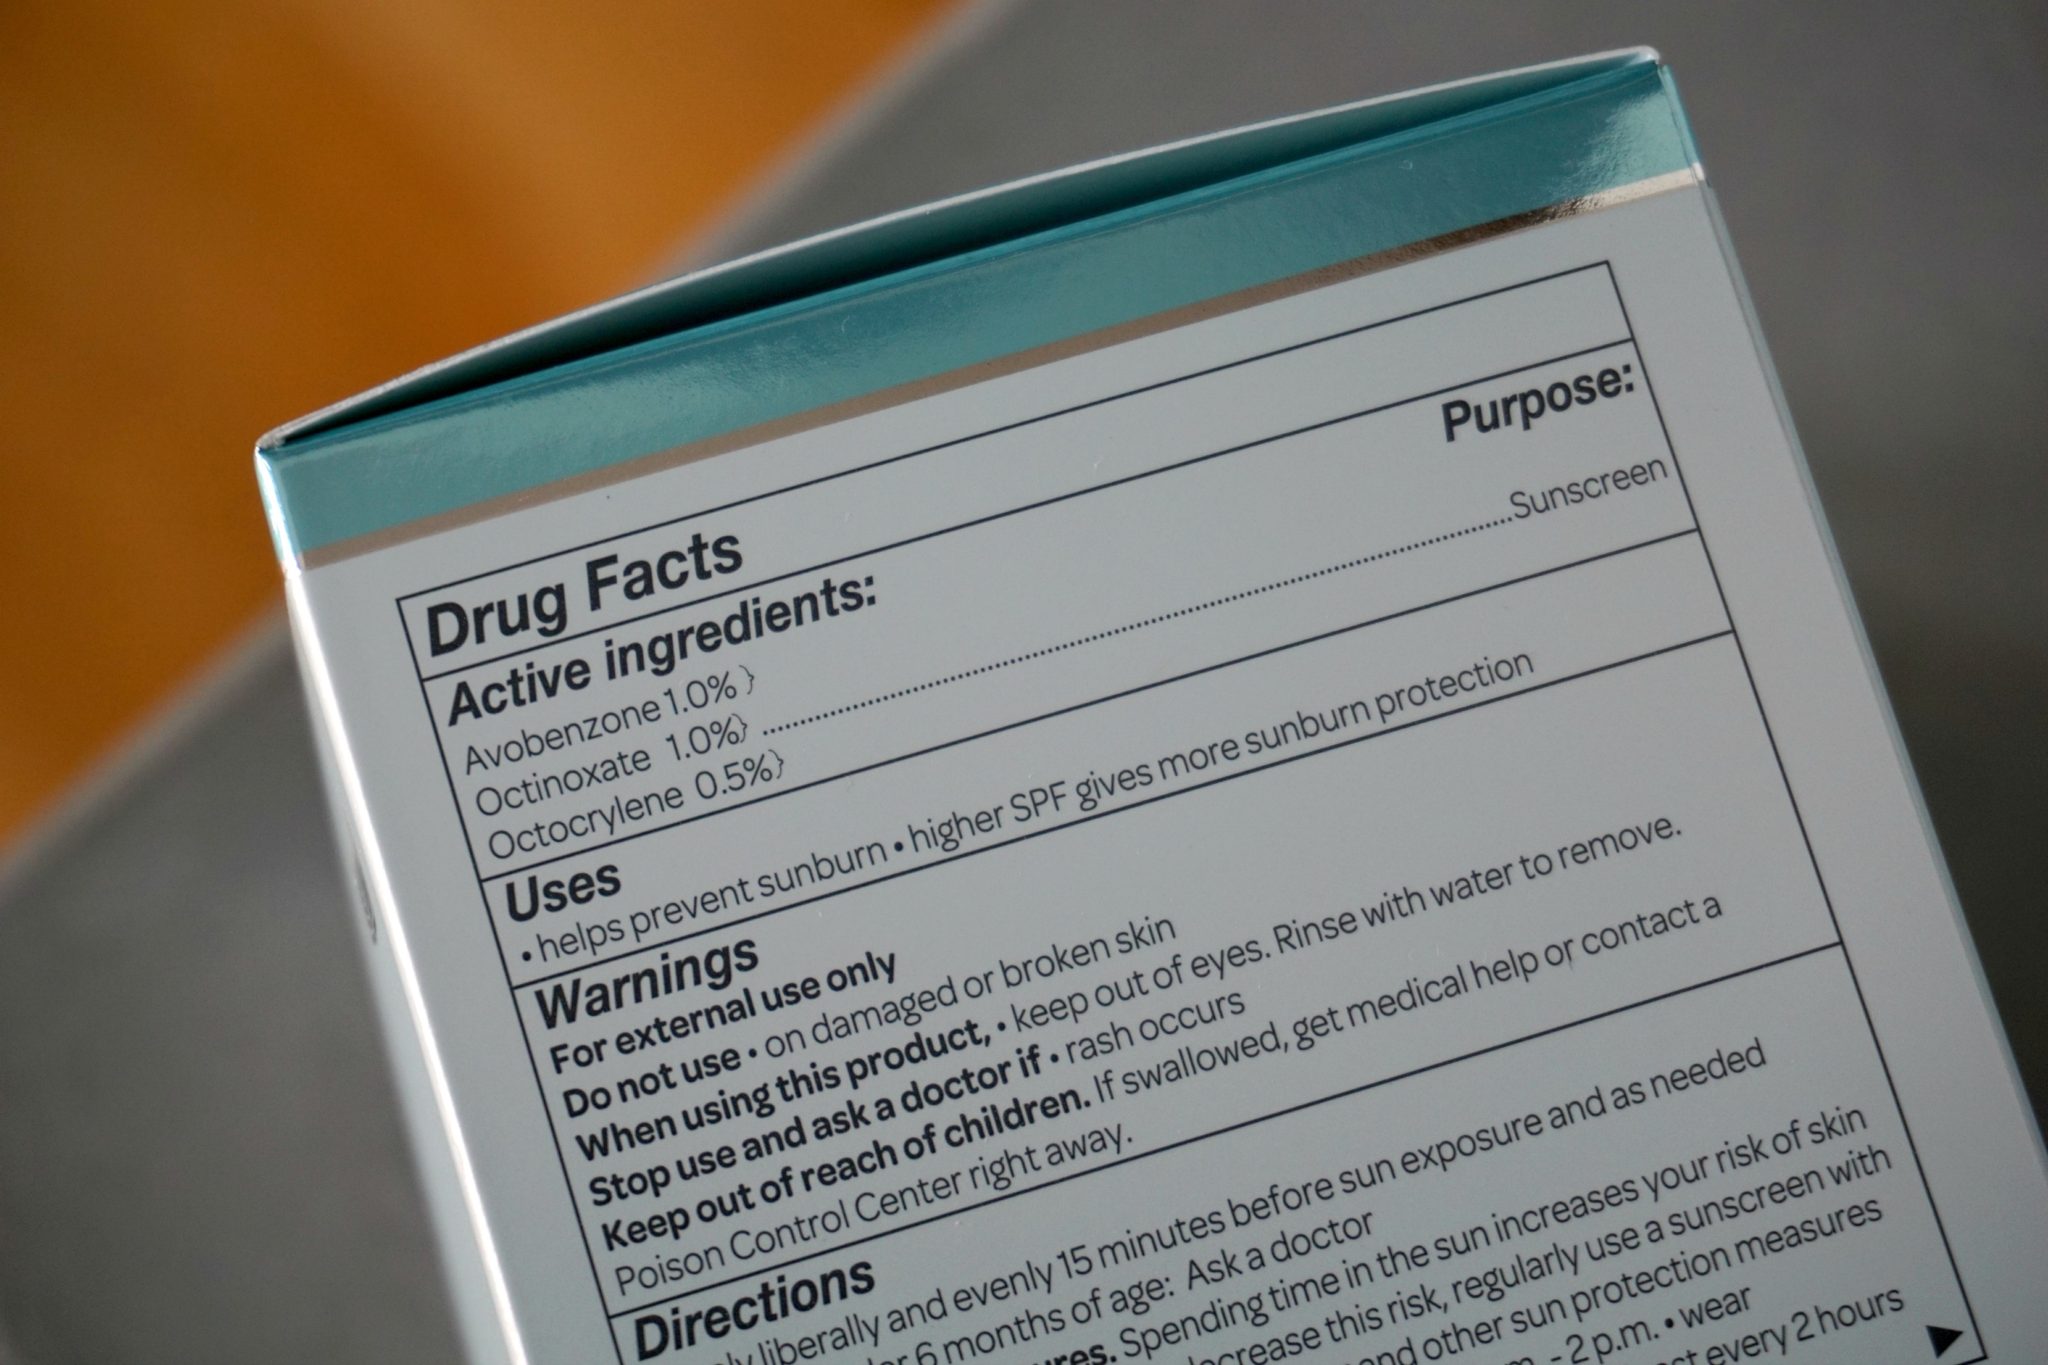 Drug Facts
Active ingredients: Purpose:
Avobenzone 1.0% }
Octinoxate 1.0%} ........Sunscreen
Octocrylene 0.5%}
Uses
• helps prevent sunburn • higher SPF gives more sunburn protection
Warnings
For external use only
Do not use • on damaged or broken skin
When using this product, • keep out of eyes. Rinse with water to remove.
Stop use and ask a doctor if • rash occurs
Keep out of reach of children. If swallowed, get medical help or contact a
Poison Control Center right away.
Directions
liberally and evenly 15 minutes before sun exposure and as needed
6 months of age: Ask a doctor
Spending time in the sun increases your risk of skin
this risk, regularly use a sunscreen with
and other sun protection measures
- 2 p.m. • wear
every 2 hours